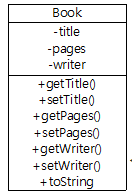 Book
-title
-pages
-writer
+getTitle()
+setTitle()
+getPages()
+setPages()
+getWriter()
+setWriter()
+toString